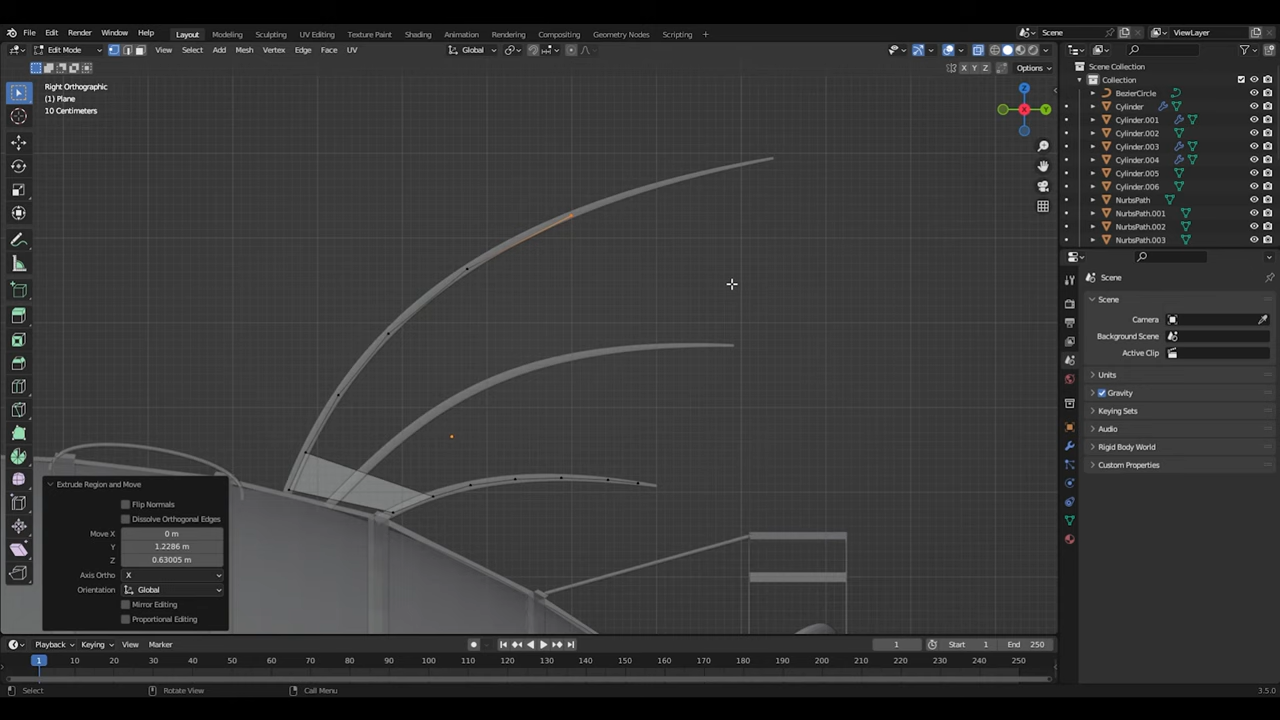 File Edit Render Window Help Layout Modeling Sculpting UV Editing Texture Paint Shading Animation Rendering Compositing Geometry Nodes Scripting Scene ViewLayer
Edit Mode View Select Add Mesh Vertex Edge Face UV Global
X Y Z Options
Right Orthographic
(1) Plane
10 Centimeters
Z
X
Y
Scene Collection
Collection
BezierCircle
Cylinder
Cylinder.001
Cylinder.002
Cylinder.003
Cylinder.004
Cylinder.005
Cylinder.006
NurbsPath
NurbsPath.001
NurbsPath.002
NurbsPath.003
Scene
Scene
Camera
Background Scene
Active Clip
Units
Gravity
Keying Sets
Audio
Rigid Body World
Custom Properties
Extrude Region and Move
Flip Normals
Dissolve Orthogonal Edges
Move X 0 m
Y 1.2286 m
Z 0.63005 m
Axis Ortho X
Orientation Global
Mirror Editing
Proportional Editing
Playback Keying View Marker 1 Start 1 End 250
1 10 20 30 40 50 60 70 80 90 100 110 120 130 140 150 160 170 180 190 200 210 220 230 240 250
Select Rotate View Call Menu 3.5.0